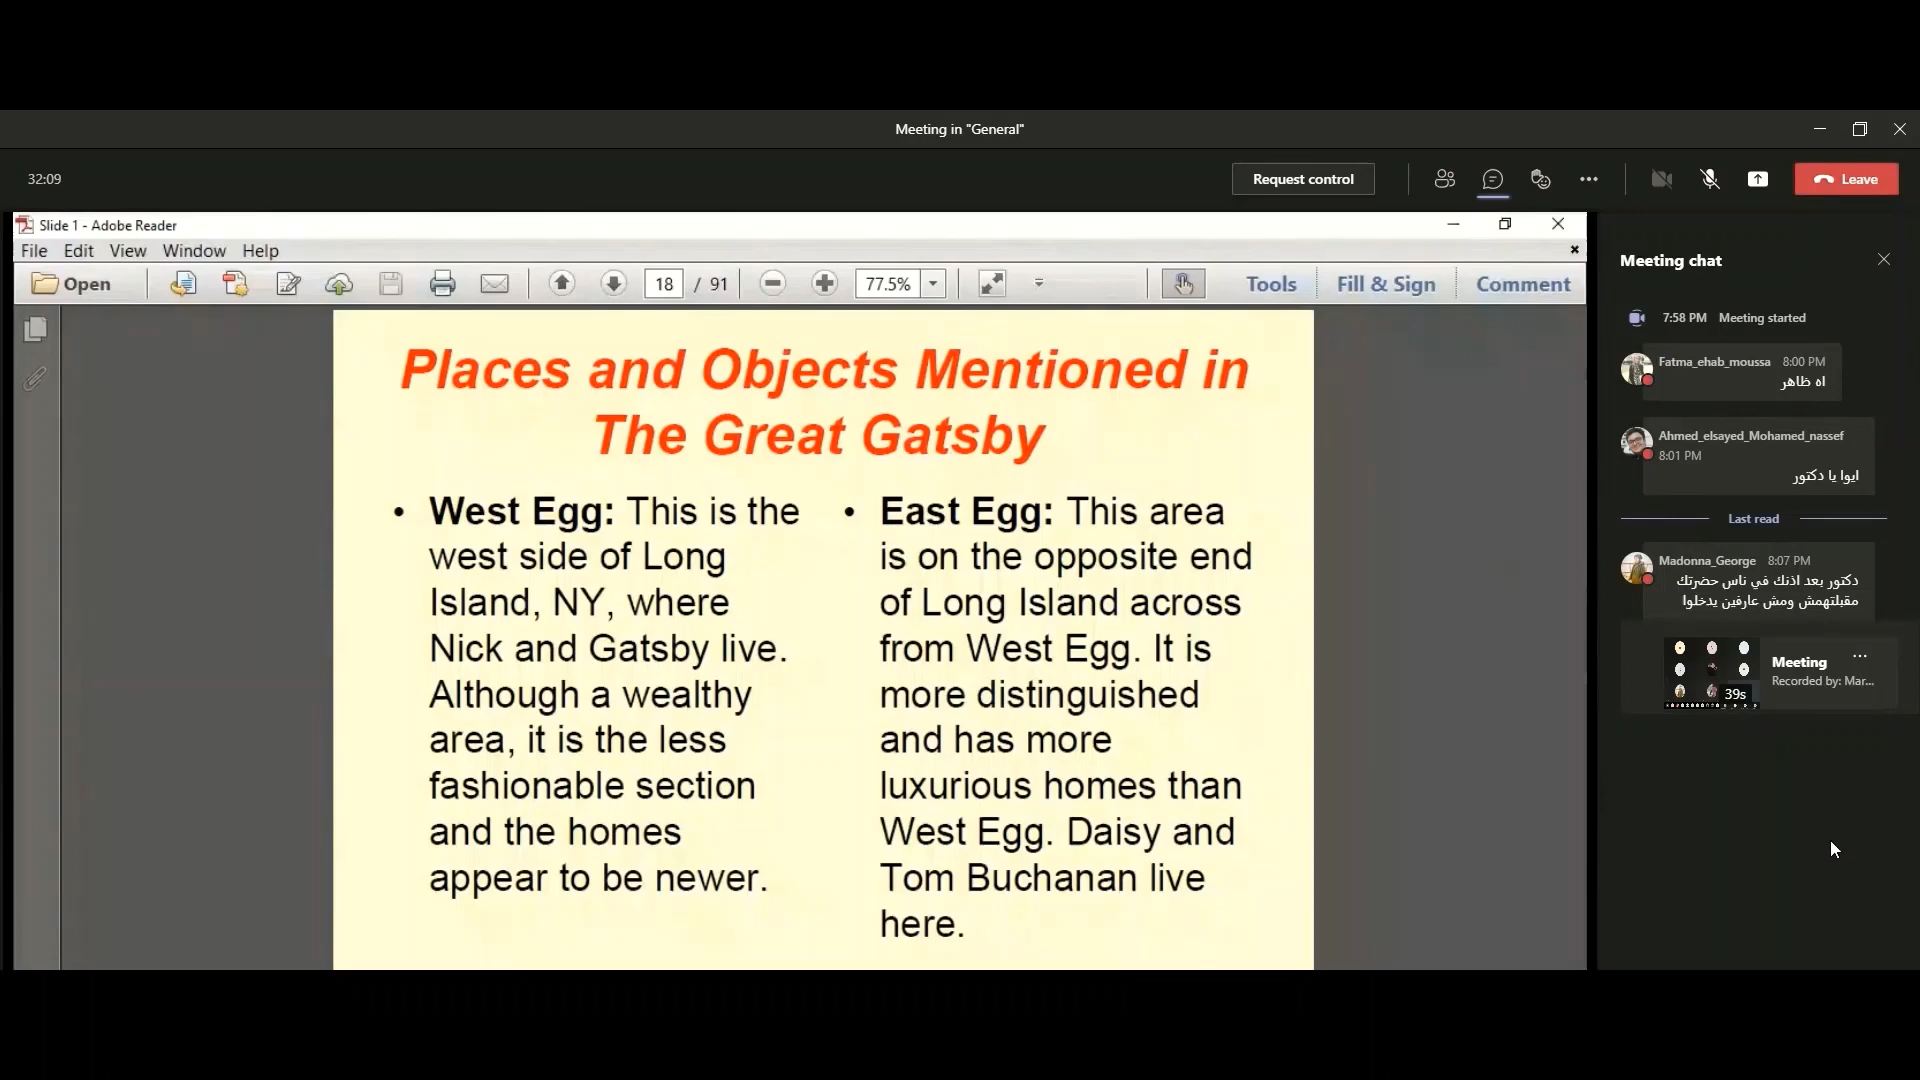 Meeting in "General"
32:09
Request control
Leave
Slide 1 - Adobe Reader
File Edit View Window Help
Open
18 / 91
77.5%
Tools
Fill & Sign
Comment
Places and Objects Mentioned in
The Great Gatsby
• West Egg: This is the
west side of Long
Island, NY, where
Nick and Gatsby live.
Although a wealthy
area, it is the less
fashionable section
and the homes
appear to be newer.
• East Egg: This area
is on the opposite end
of Long Island across
from West Egg. It is
more distinguished
and has more
luxurious homes than
West Egg. Daisy and
Tom Buchanan live
here.
Meeting chat
7:58 PM Meeting started
Fatma_ehab_moussa 8:00 PM
اه ظاهر
Ahmed_elsayed_Mohamed_nassef
8:01 PM
ايوا يا دكتور
Last read
Madonna_George 8:07 PM
دكتور بعد اذنك في ناس حضرتك
مقبلتهمش ومش عارفين يدخلوا
Meeting
Recorded by: Mar...
39s